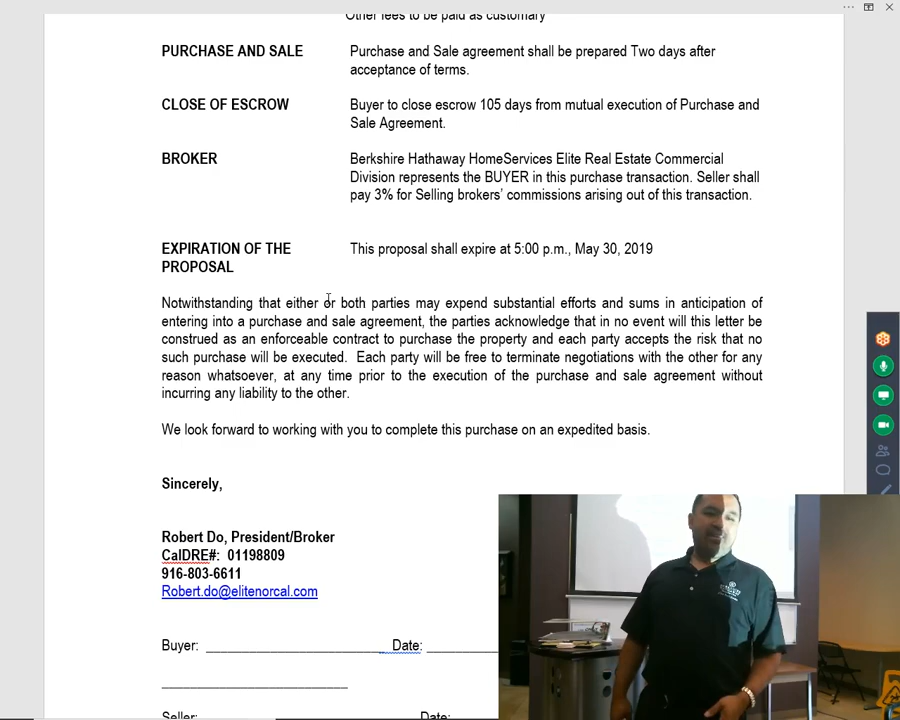 Other fees to be paid as customary
PURCHASE AND SALE Purchase and Sale agreement shall be prepared Two days after
acceptance of terms.
CLOSE OF ESCROW Buyer to close escrow 105 days from mutual execution of Purchase and
Sale Agreement.
BROKER Berkshire Hathaway HomeServices Elite Real Estate Commercial
Division represents the BUYER in this purchase transaction. Seller shall
pay 3% for Selling brokers’ commissions arising out of this transaction.
EXPIRATION OF THE This proposal shall expire at 5:00 p.m., May 30, 2019
PROPOSAL
Notwithstanding that either or both parties may expend substantial efforts and sums in anticipation of
entering into a purchase and sale agreement, the parties acknowledge that in no event will this letter be
construed as an enforceable contract to purchase the property and each party accepts the risk that no
such purchase will be executed. Each party will be free to terminate negotiations with the other for any
reason whatsoever, at any time prior to the execution of the purchase and sale agreement without
incurring any liability to the other.
We look forward to working with you to complete this purchase on an expedited basis.
Sincerely,
Robert Do, President/Broker
CalDRE#: 01198809
916-803-6611
Robert.do@elitenorcal.com
Buyer: Date:
Seller: Date: